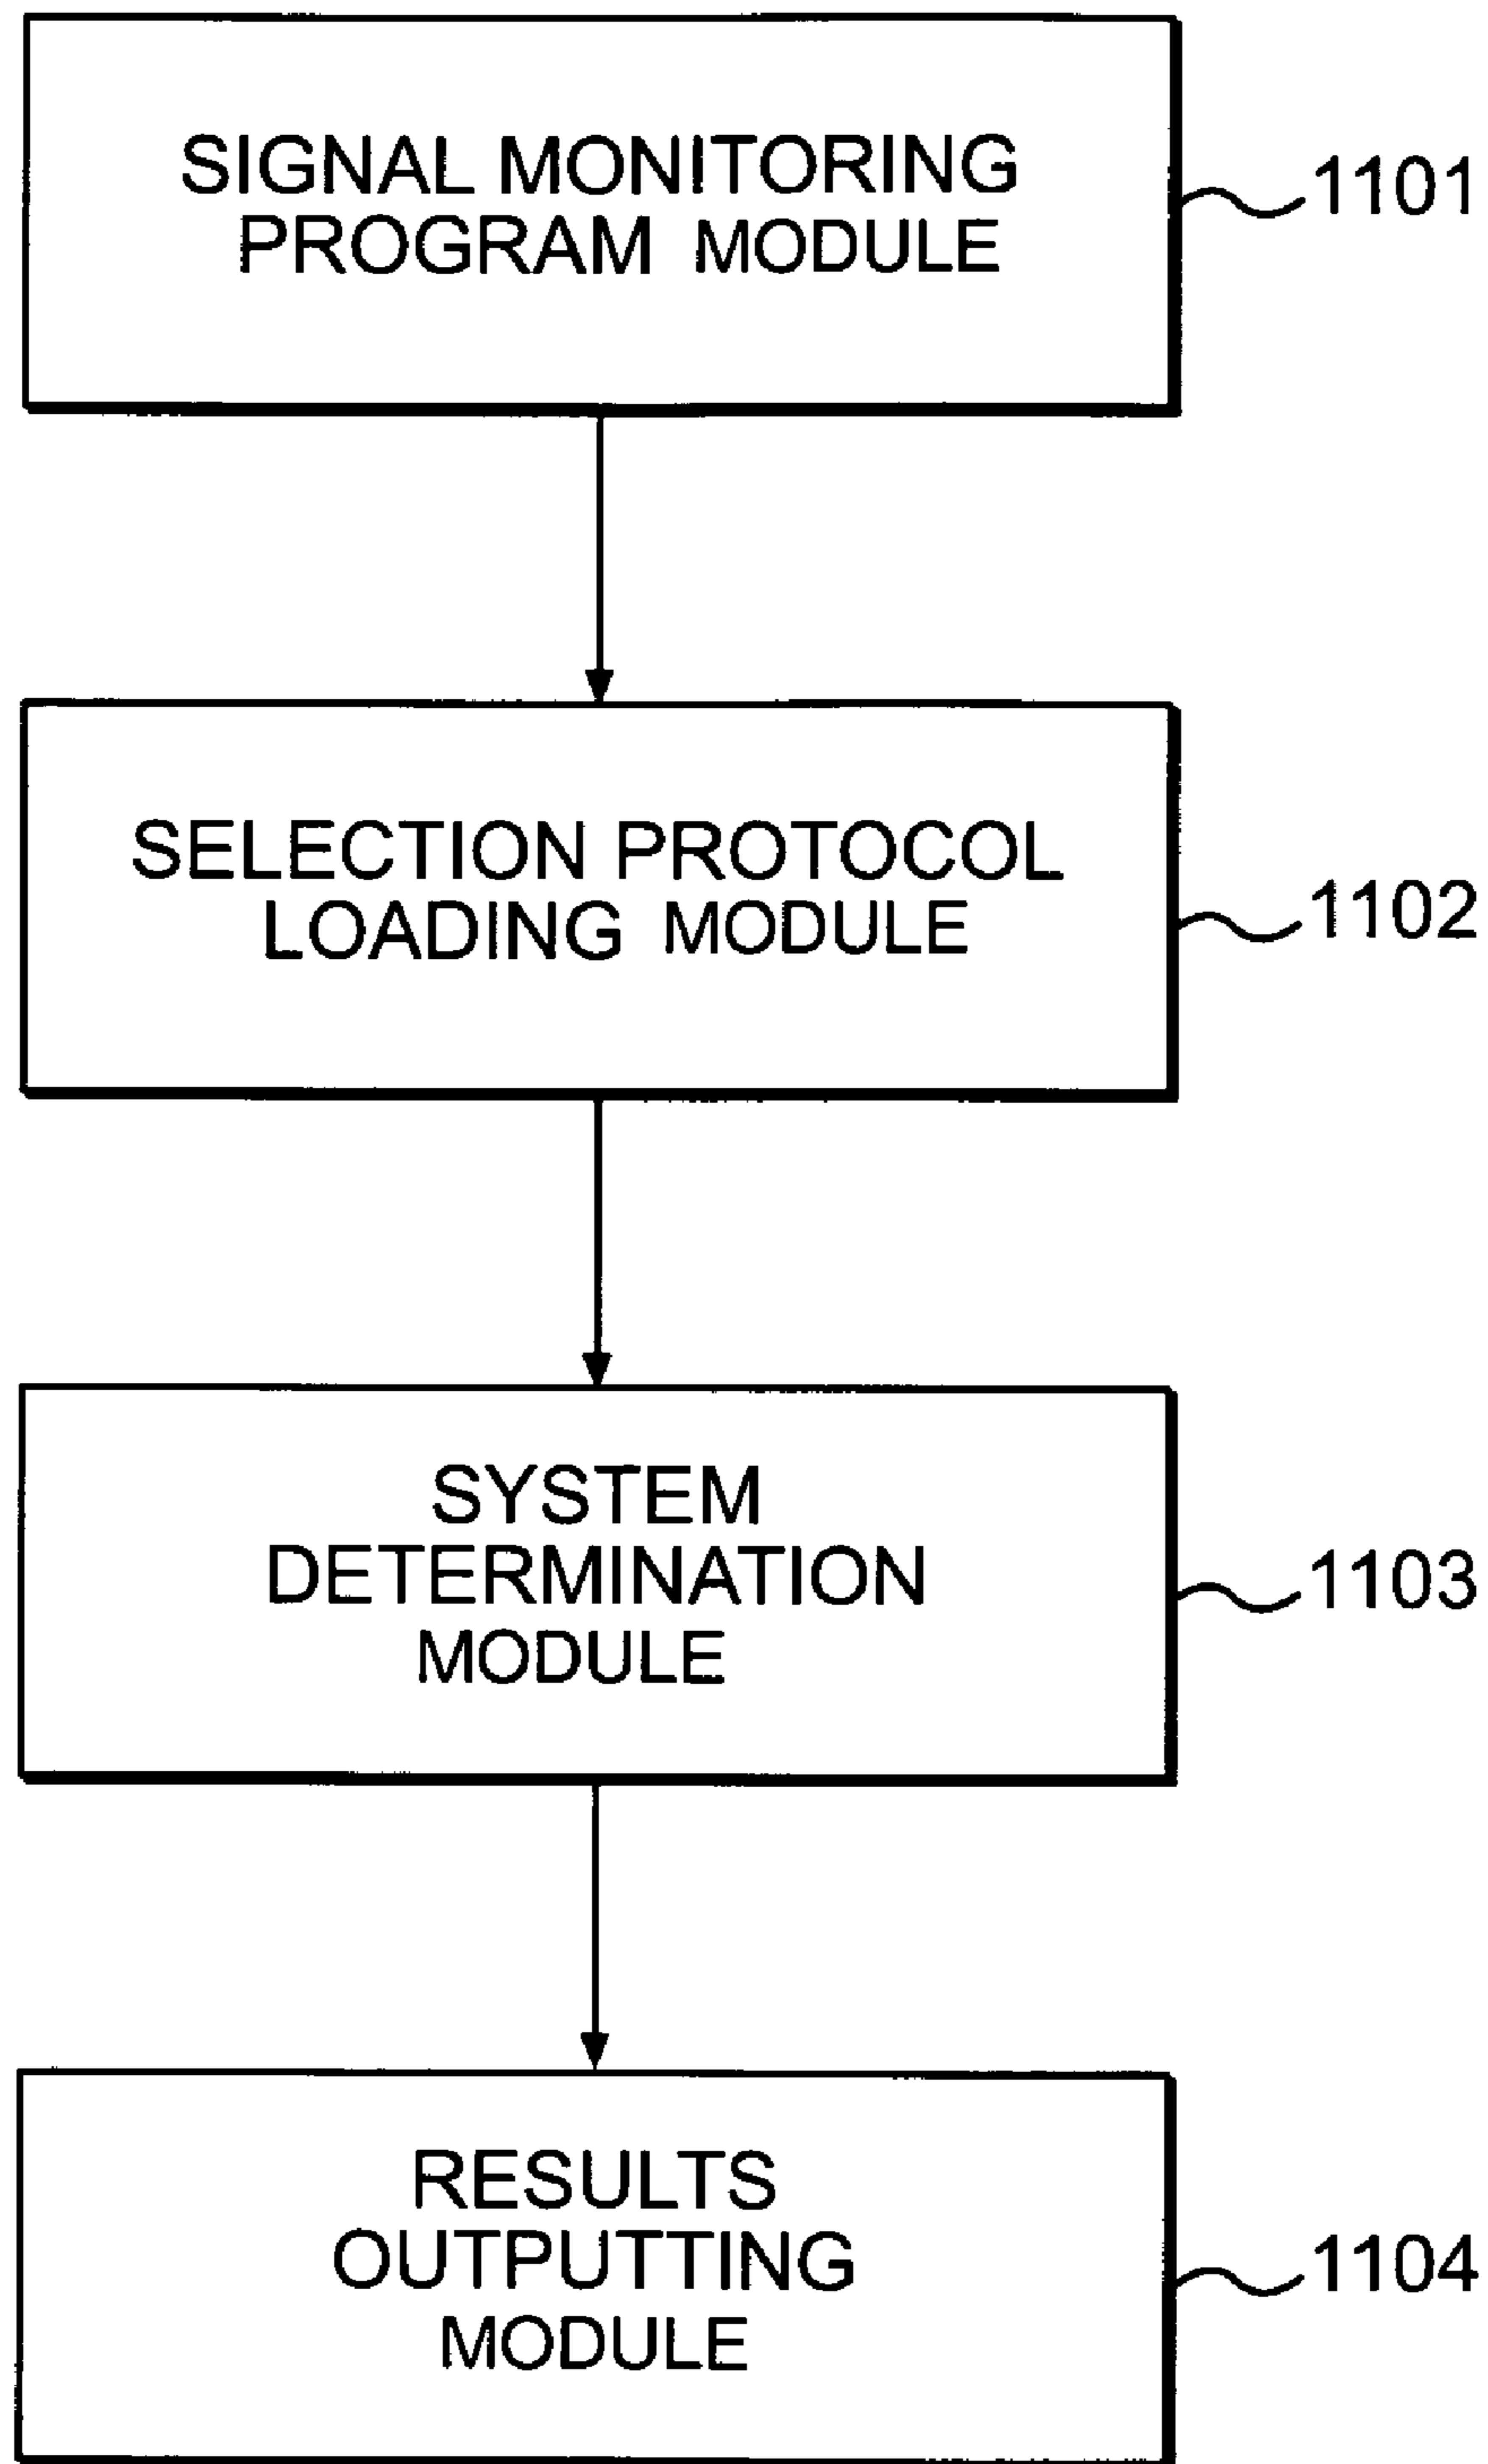 SIGNAL MONITORING
PROGRAM MODULE
1101
SELECTION PROTOCOL
LOADING MODULE
1102
SYSTEM
DETERMINATION
MODULE
1103
RESULTS
OUTPUTTING
MODULE
1104